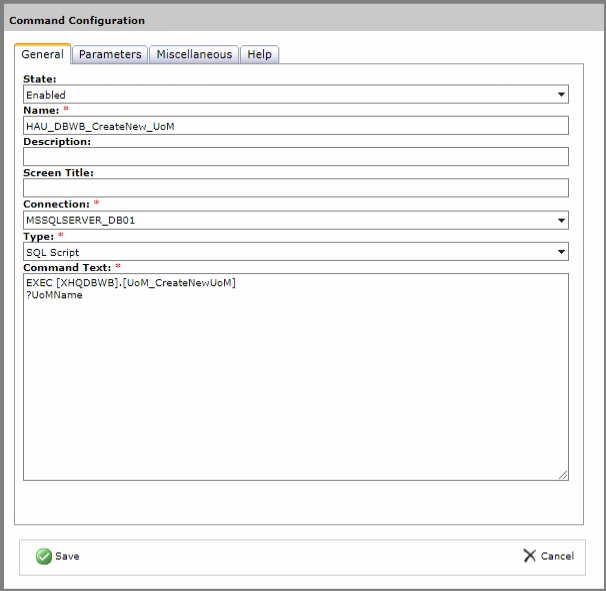 Command Configuration
General Parameters Miscellaneous Help
State:
Enabled
Name: *
HAU_DBWB_CreateNew_UoM
Description:
Screen Title:
Connection: *
MSSQLSERVER_DB01
Type: *
SQL Script
Command Text: *
EXEC [XHQDBWB].[UoM_CreateNewUoM]
?UoMName
Save Cancel